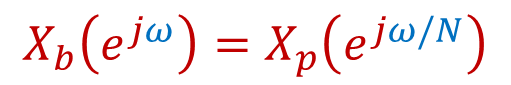 X_b(e^{jω}) = X_p(e^{jω/N})